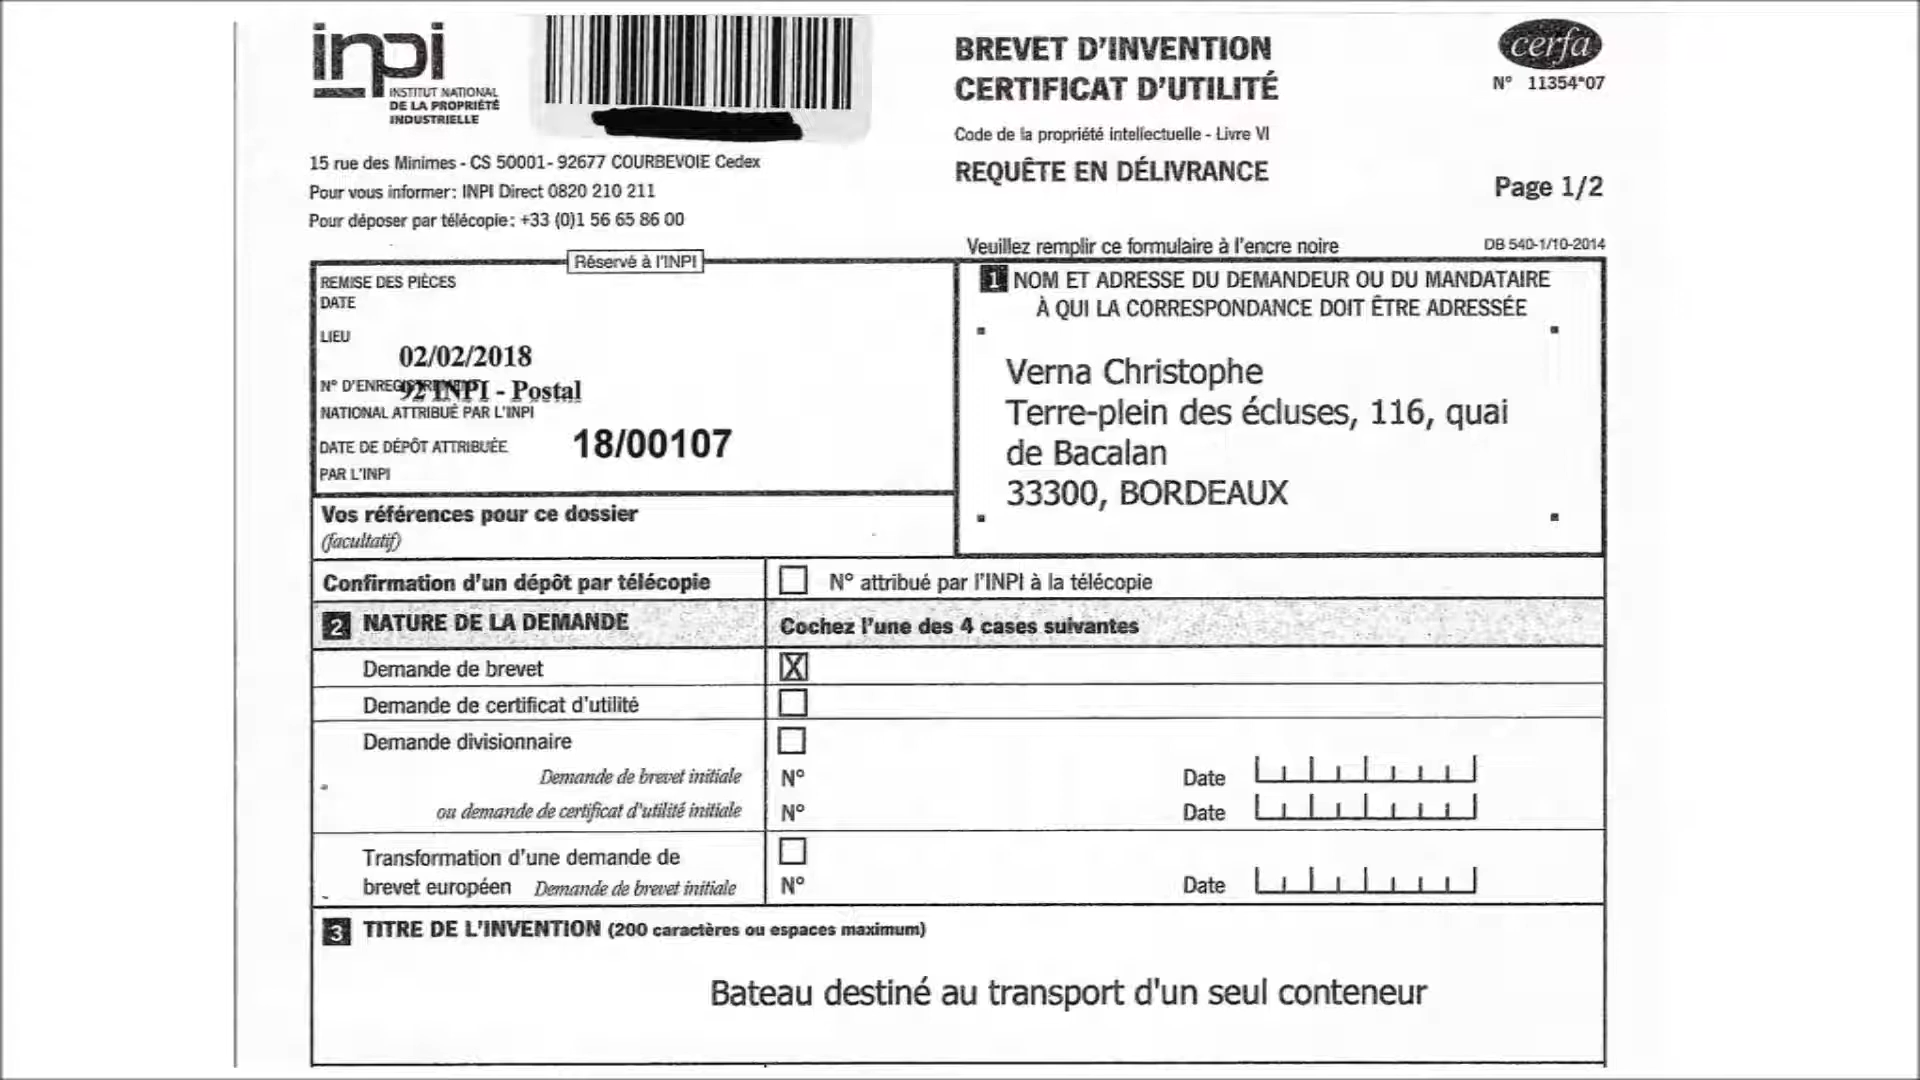 inpi
INSTITUT NATIONAL
DE LA PROPRIÉTÉ
INDUSTRIELLE
BREVET D'INVENTION
CERTIFICAT D'UTILITÉ
Code de la propriété intellectuelle - Livre VI
REQUÊTE EN DÉLIVRANCE
cerfa
N° 11354*07
Page 1/2
15 rue des Minimes - CS 50001- 92677 COURBEVOIE Cedex
Pour vous informer: INPI Direct 0820 210 211
Pour déposer par télécopie: +33 (0)1 56 65 86 00
Veuillez remplir ce formulaire à l'encre noire
DB 540-1/10-2014
Réservé à l'INPI
REMISE DES PIÈCES
DATE
LIEU
02/02/2018
N° D'ENREGISTREMENT
92 INPI - Postal
NATIONAL ATTRIBUÉ PAR L'INPI
DATE DE DÉPÔT ATTRIBUÉE
18/00107
PAR L'INPI
1 NOM ET ADRESSE DU DEMANDEUR OU DU MANDATAIRE
À QUI LA CORRESPONDANCE DOIT ÊTRE ADRESSÉE
Verna Christophe
Terre-plein des écluses, 116, quai
de Bacalan
33300, BORDEAUX
Vos références pour ce dossier
(facultatif)
Confirmation d'un dépôt par télécopie
N° attribué par l'INPI à la télécopie
2 NATURE DE LA DEMANDE
Cochez l'une des 4 cases suivantes
Demande de brevet X
Demande de certificat d'utilité
Demande divisionnaire
Demande de brevet initiale N° Date
ou demande de certificat d'utilité initiale N° Date
Transformation d'une demande de
brevet européen Demande de brevet initiale N° Date
3 TITRE DE L'INVENTION (200 caractères ou espaces maximum)
Bateau destiné au transport d'un seul conteneur